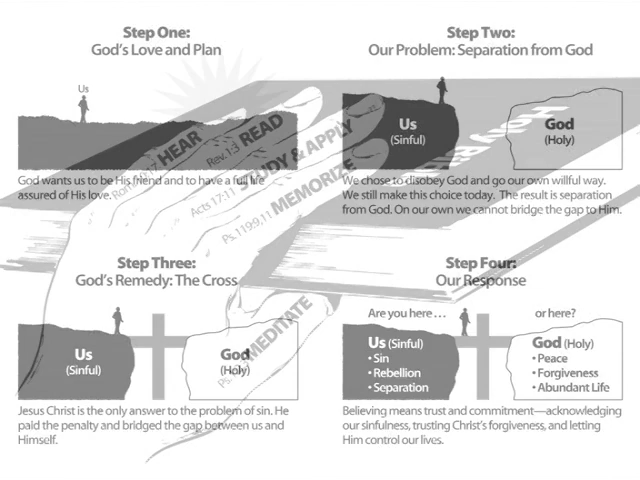 Step One:
God's Love and Plan
Us
God wants us to be His friend and to have a full life
assured of His love.
Step Two:
Our Problem: Separation from God
Us
(Sinful)
God
(Holy)
We chose to disobey God and go our own willful way.
We still make this choice today. The result is separation
from God. On our own we cannot bridge the gap to Him.
HEAR
Rev.1:3 READ
Acts 17:11 STUDY & APPLY
Ps.119:9,11 MEMORIZE
MEDITATE
Holy
Step Three:
God's Remedy: The Cross
Us
(Sinful)
God
(Holy)
Jesus Christ is the only answer to the problem of sin. He
paid the penalty and bridged the gap between us and
Himself.
Step Four:
Our Response
Are you here . . . or here?
Us (Sinful)
• Sin
• Rebellion
• Separation
God (Holy)
• Peace
• Forgiveness
• Abundant Life
Believing means trust and commitment—acknowledging
our sinfulness, trusting Christ's forgiveness, and letting
Him control our lives.